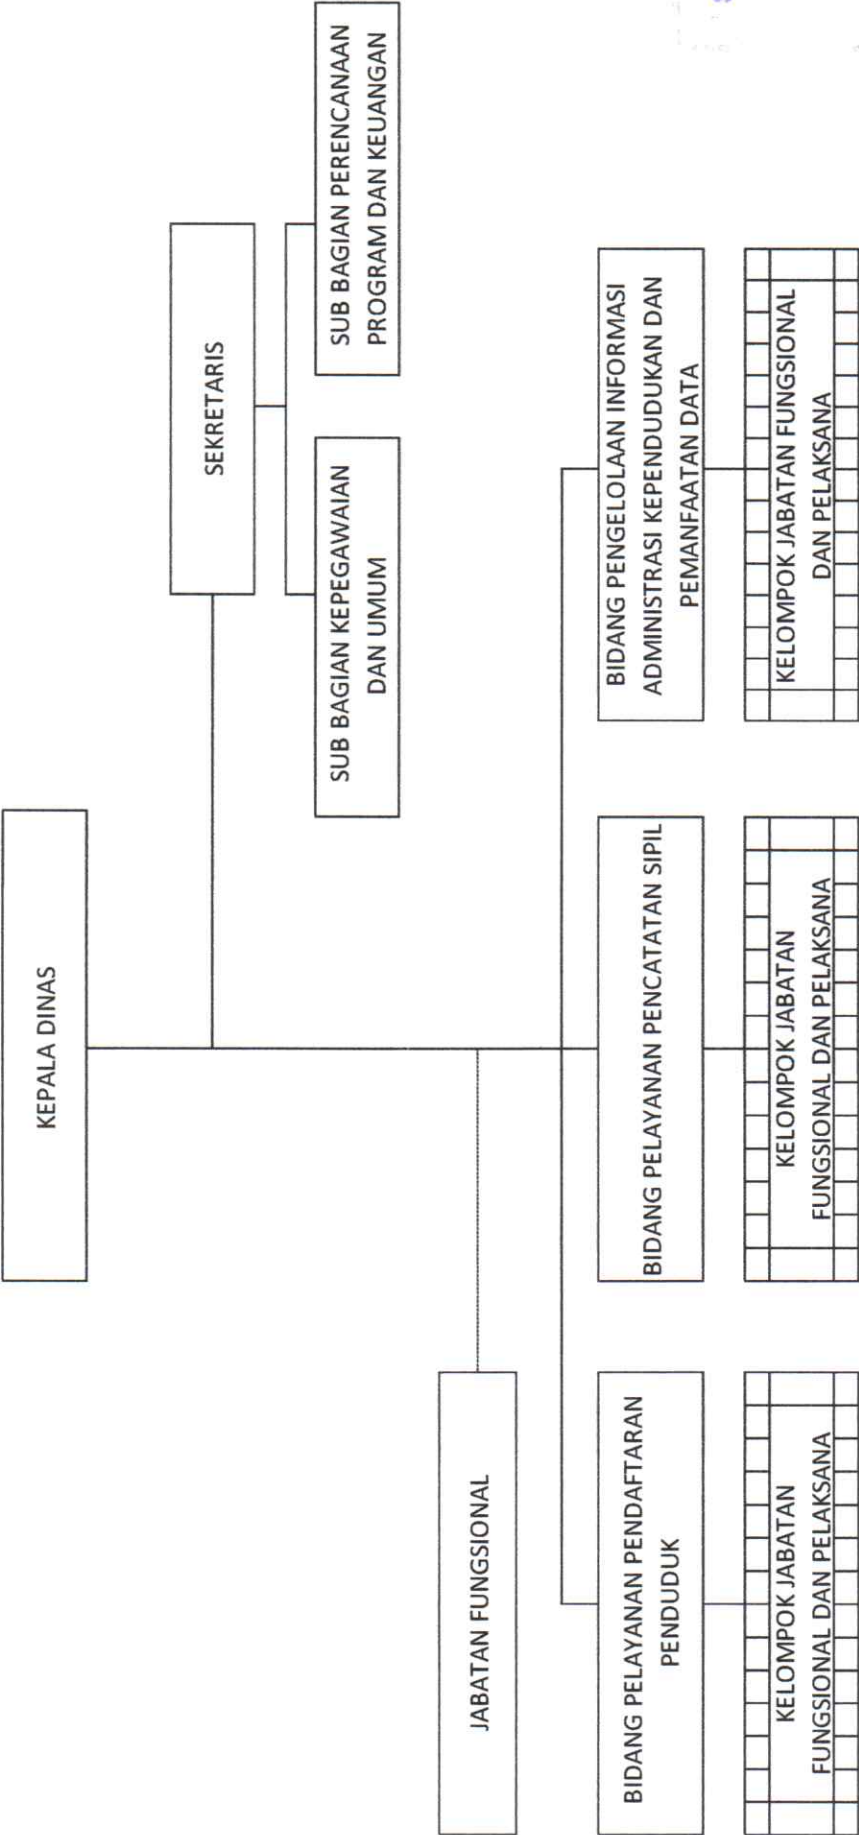 KEPALA DINAS
SEKRETARIS
SUB BAGIAN KEPEGAWAIAN
DAN UMUM
SUB BAGIAN PERENCANAAN
PROGRAM DAN KEUANGAN
JABATAN FUNGSIONAL
BIDANG PELAYANAN PENDAFTARAN
PENDUDUK
BIDANG PELAYANAN PENCATATAN SIPIL
BIDANG PENGELOLAAN INFORMASI
ADMINISTRASI KEPENDUDUKAN DAN
PEMANFAATAN DATA
KELOMPOK JABATAN
FUNGSIONAL DAN PELAKSANA
KELOMPOK JABATAN
FUNGSIONAL DAN PELAKSANA
KELOMPOK JABATAN FUNGSIONAL
DAN PELAKSANA